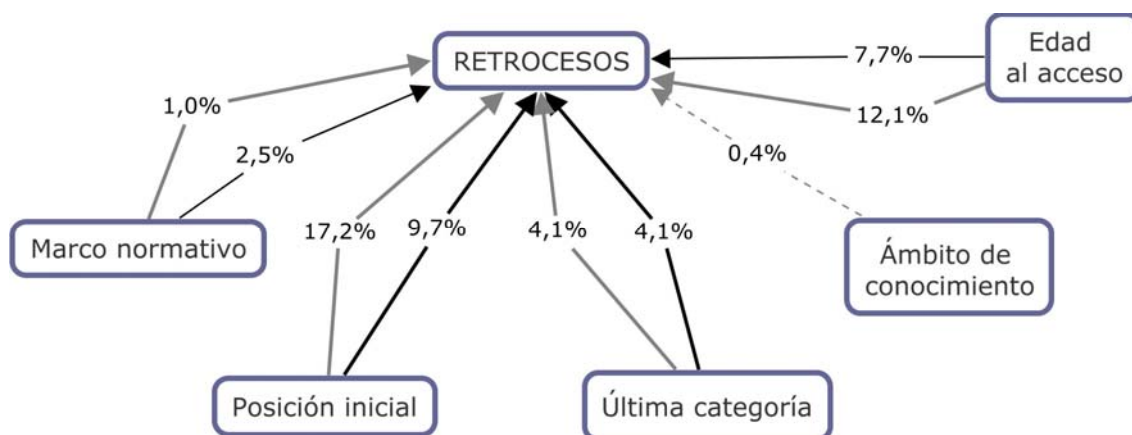 RETROCESOS
Edad
al acceso
7,7%
12,1%
1,0%
2,5%
0,4%
17,2%
9,7%
4,1%
4,1%
Marco normativo
Ámbito de
conocimiento
Posición inicial
Última categoría